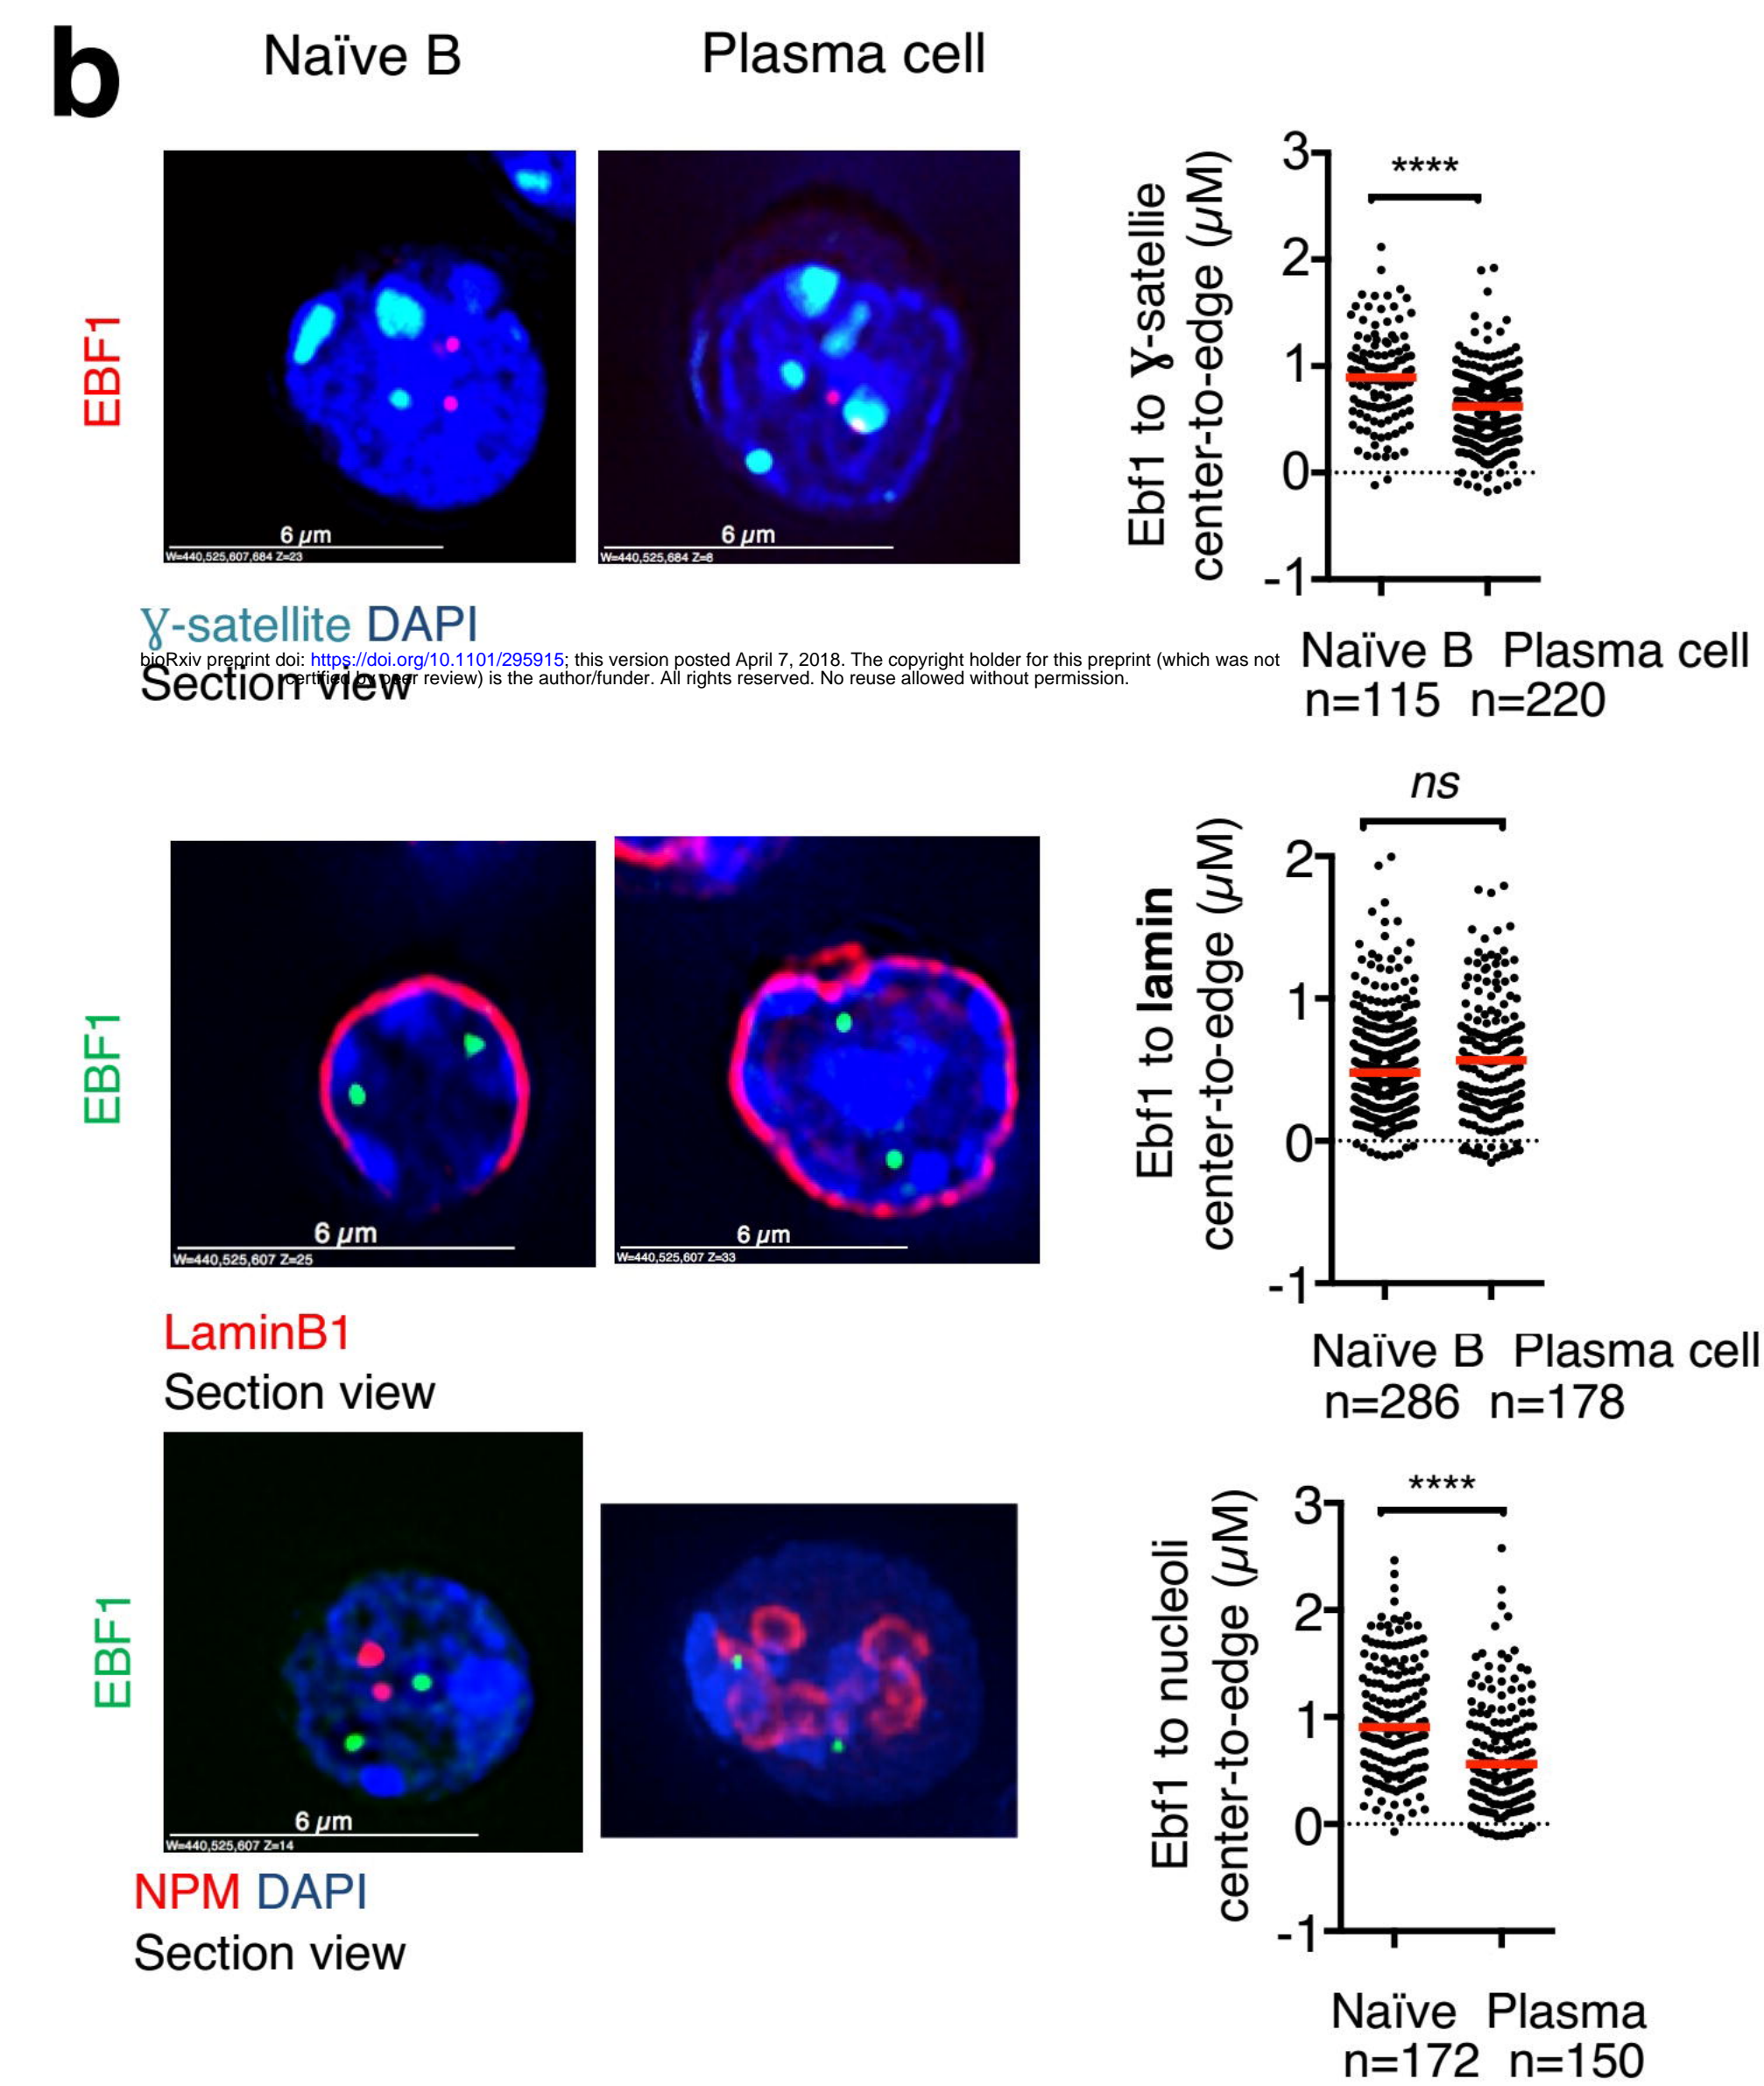 b
Naïve B
Plasma cell
EBF1
6 µm
W=440,525,607,684 Z=23
6 µm
W=440,525,684 Z=8
Ɣ-satellite DAPI
Section view
Ebf1 to Ɣ-satellie
center-to-edge (µM)
3
2
1
0
-1
****
Naïve B Plasma cell
n=115 n=220
bioRxiv preprint doi: https://doi.org/10.1101/295915; this version posted April 7, 2018. The copyright holder for this preprint (which was not
certified by peer review) is the author/funder. All rights reserved. No reuse allowed without permission.
EBF1
6 µm
W=440,525,607 Z=25
6 µm
W=440,525,607 Z=33
LaminB1
Section view
Ebf1 to lamin
center-to-edge (µM)
2
1
0
-1
ns
Naïve B Plasma cell
n=286 n=178
EBF1
6 µm
W=440,525,607 Z=14
NPM DAPI
Section view
Ebf1 to nucleoli
center-to-edge (µM)
3
2
1
0
-1
****
Naïve Plasma
n=172 n=150